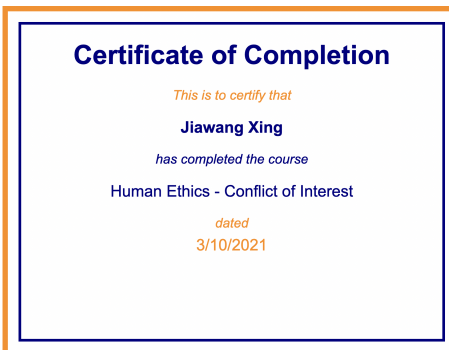 Certificate of Completion
This is to certify that
Jiawang Xing
has completed the course
Human Ethics - Conflict of Interest
dated
3/10/2021